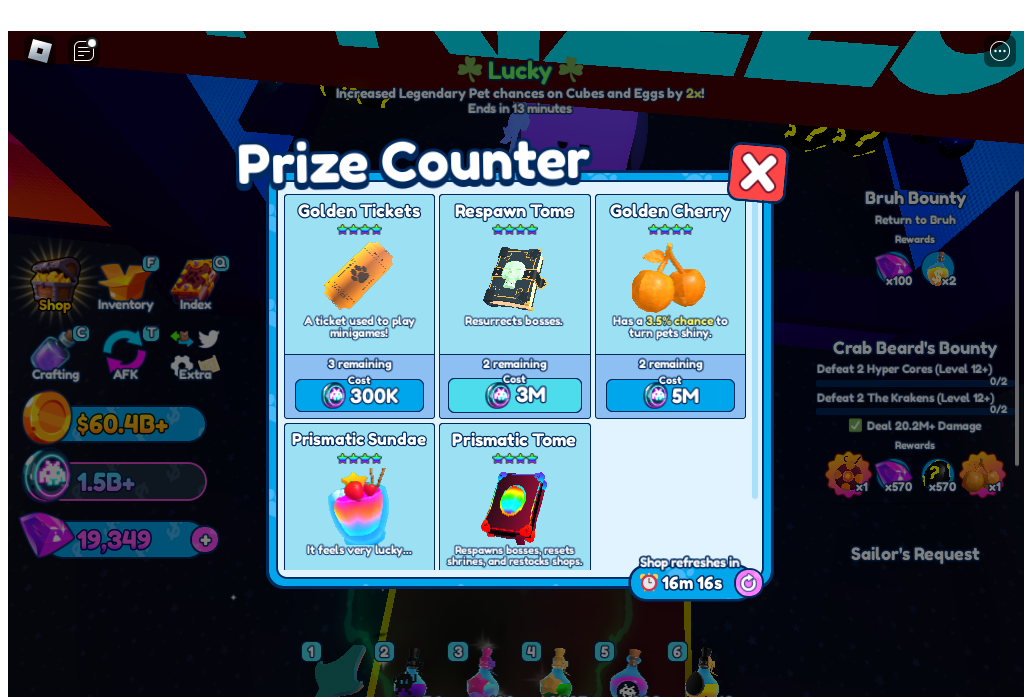 Lucky
Increased Legendary Pet chances on Cubes and Eggs by 2x!
Ends in 13 minutes
Prize Counter
Golden Tickets
A ticket used to play
minigames!
3 remaining
Cost
300K
Respawn Tome
Resurrects bosses.
2 remaining
Cost
3M
Golden Cherry
Has a 3.5% chance to
turn pets shiny.
2 remaining
Cost
5M
Prismatic Sundae
It feels very lucky...
Prismatic Tome
Respawns bosses, resets
shrines, and restocks shops.
Shop refreshes in
16m 16s
Shop
F
Inventory
Q
Index
C
Crafting
T
AFK
Extra
$60.4B+
1.5B+
19,349
Bruh Bounty
Return to Bruh
Rewards
x100
x2
Crab Beard's Bounty
Defeat 2 Hyper Cores (Level 12+)
0/2
Defeat 2 The Krakens (Level 12+)
0/2
Deal 20.2M+ Damage
Rewards
x1
x570
x570
x1
Sailor's Request
1
2
3
4
5
6